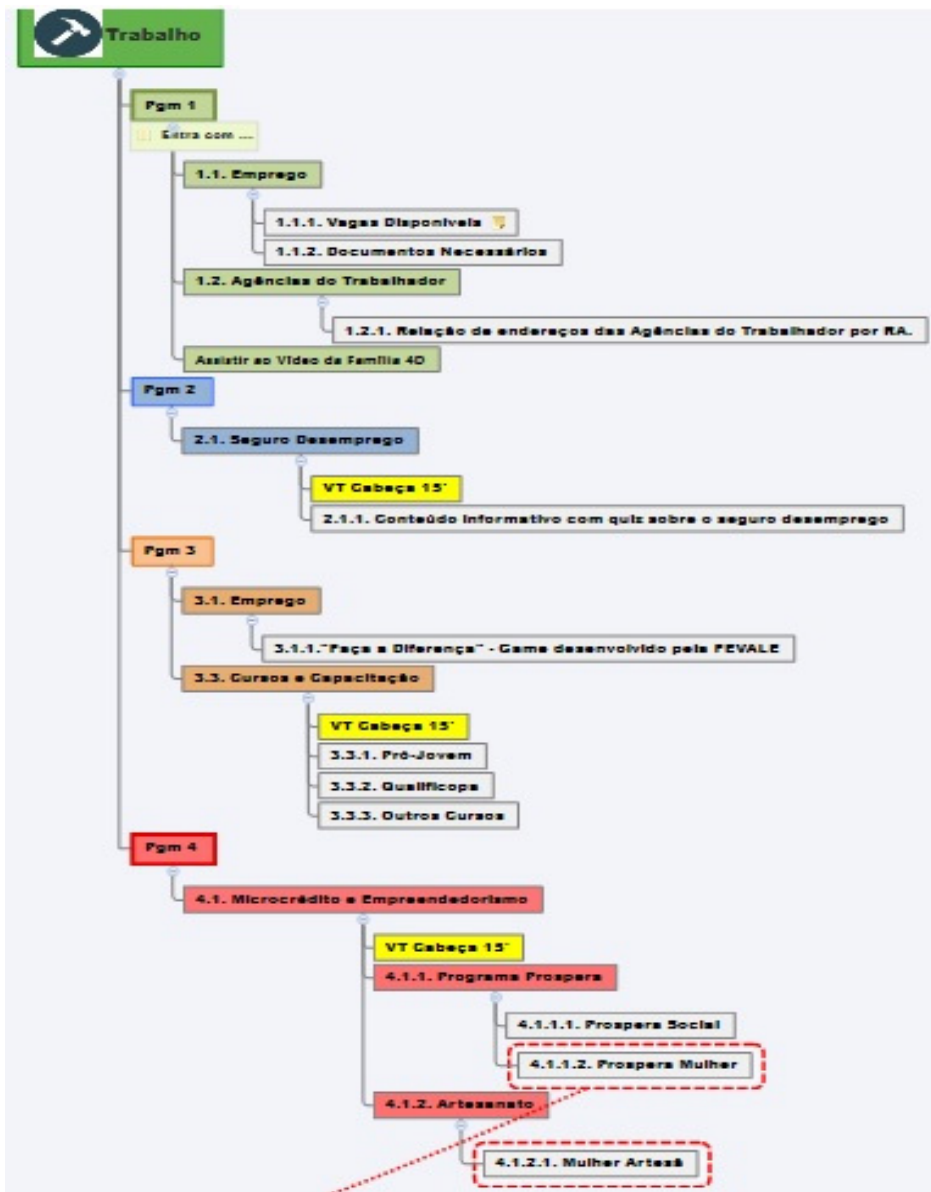 Trabalho
Pgm 1
Entra com ...
1.1. Emprego
1.1.1. Vagas Disponíveis
1.1.2. Documentos Necessários
1.2. Agências do Trabalhador
1.2.1. Relação de endereços das Agências do Trabalhador por RA.
Assistir ao Vídeo da Família 4D
Pgm 2
2.1. Seguro Desemprego
VT Cabeça 15'
2.1.1. Conteúdo informativo com quiz sobre o seguro desemprego
Pgm 3
3.1. Emprego
3.1.1."Faça a Diferença" - Game desenvolvido pela FEVALE
3.3. Cursos e Capacitação
VT Cabeça 15'
3.3.1. Pró-Jovem
3.3.2. Qualificopa
3.3.3. Outros Cursos
Pgm 4
4.1. Microcrédito e Empreendedorismo
VT Cabeça 15'
4.1.1. Programa Prospera
4.1.1.1. Prospera Social
4.1.1.2. Prospera Mulher
4.1.2. Artesanato
4.1.2.1. Mulher Artesã